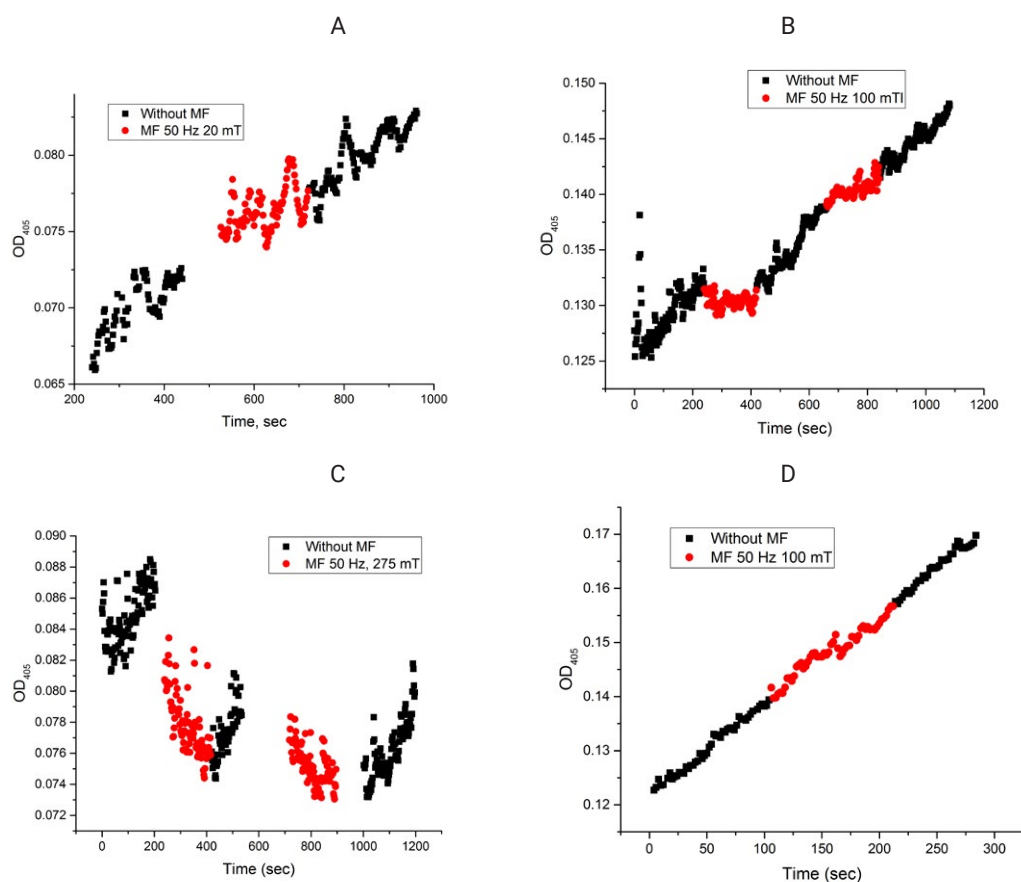 A
Without MF
MF 50 Hz 20 mT
0.080
0.075
0.070
0.065
OD405
200
400
600
800
1000
Time, sec
B
Without MF
MF 50 Hz 100 mTl
0.150
0.145
0.140
0.135
0.130
0.125
OD405
0
200
400
600
800
1000
1200
Time (sec)
C
Without MF
MF 50 Hz, 275 mT
0.090
0.088
0.086
0.084
0.082
0.080
0.078
0.076
0.074
0.072
OD405
0
200
400
600
800
1000
1200
Time (sec)
D
Without MF
MF 50 Hz 100 mT
0.17
0.16
0.15
0.14
0.13
0.12
OD405
0
50
100
150
200
250
300
Time (sec)